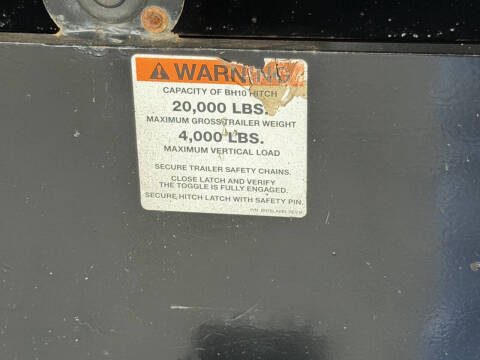 WARNING
CAPACITY OF BH10 HITCH
20,000 LBS.
MAXIMUM GROSS TRAILER WEIGHT
4,000 LBS.
MAXIMUM VERTICAL LOAD
SECURE TRAILER SAFETY CHAINS.
CLOSE LATCH AND VERIFY
THE TOGGLE IS FULLY ENGAGED.
SECURE HITCH LATCH WITH SAFETY PIN.